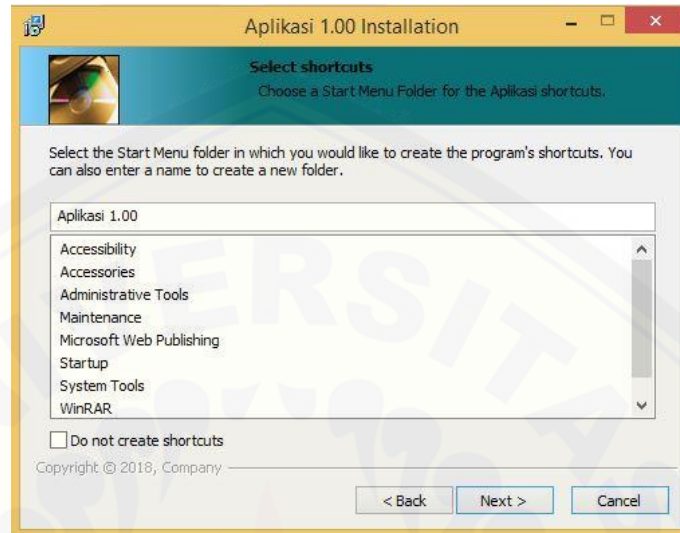 Aplikasi 1.00 Installation
Select shortcuts
Choose a Start Menu Folder for the Aplikasi shortcuts.
Select the Start Menu folder in which you would like to create the program's shortcuts. You
can also enter a name to create a new folder.
Aplikasi 1.00
Accessibility
Accessories
Administrative Tools
Maintenance
Microsoft Web Publishing
Startup
System Tools
WinRAR
Do not create shortcuts
Copyright © 2018, Company
< Back
Next >
Cancel